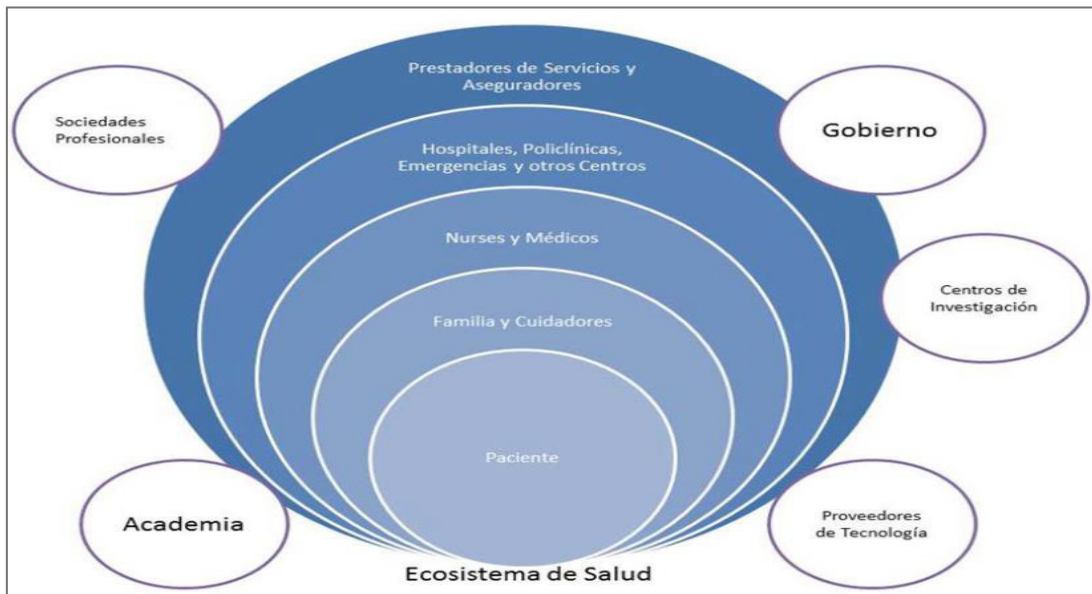 Prestadores de Servicios y
Aseguradores
Sociedades
Profesionales
Gobierno
Hospitales, Policlínicas,
Emergencias y otros Centros
Nurses y Médicos
Centros de
Investigación
Familia y Cuidadores
Paciente
Academia
Proveedores
de Tecnología
Ecosistema de Salud